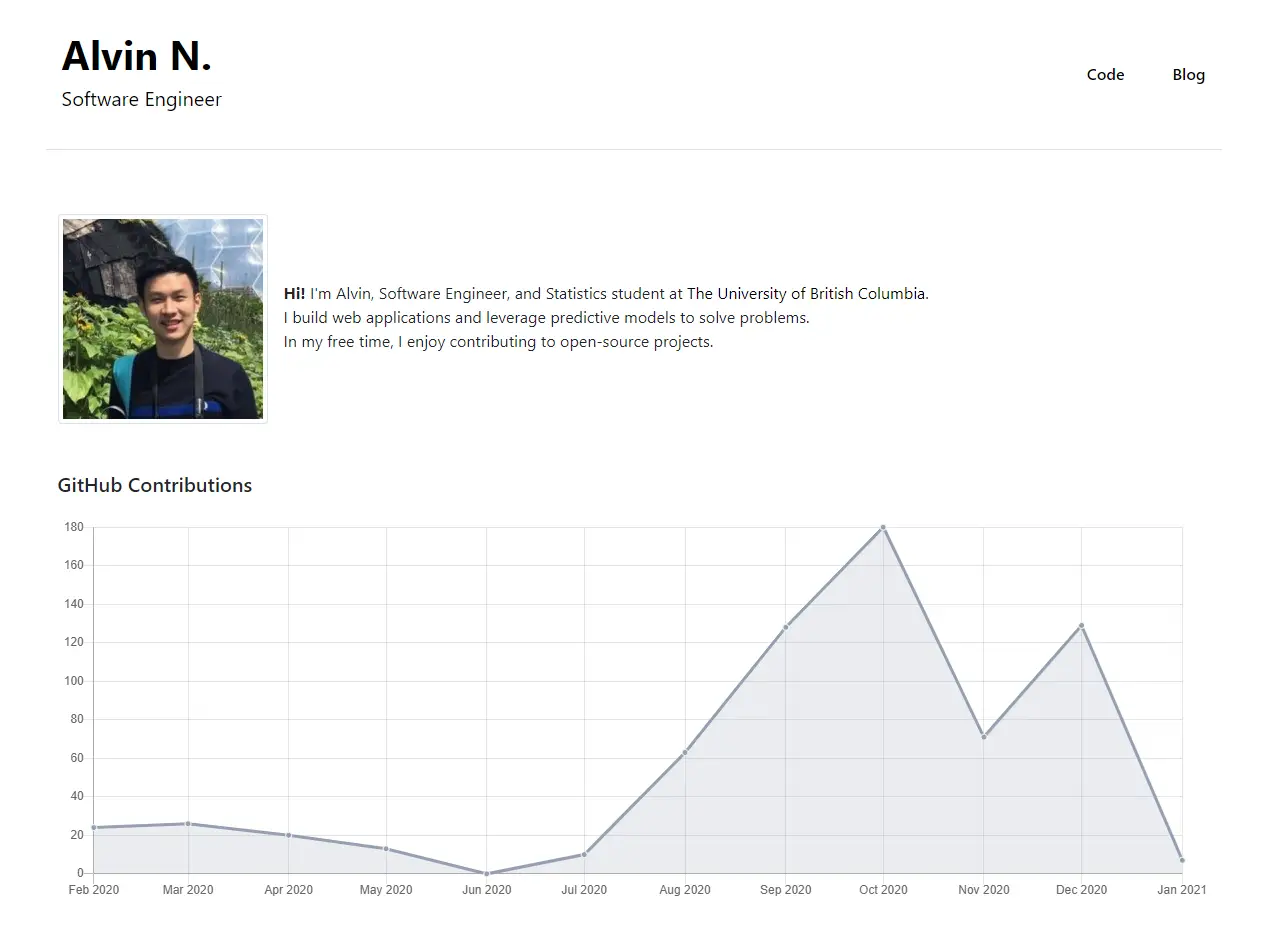 Alvin N.
Software Engineer
Code
Blog
Hi! I'm Alvin, Software Engineer, and Statistics student at The University of British Columbia.
I build web applications and leverage predictive models to solve problems.
In my free time, I enjoy contributing to open-source projects.
GitHub Contributions
180
160
140
120
100
80
60
40
20
0
Feb 2020 Mar 2020 Apr 2020 May 2020 Jun 2020 Jul 2020 Aug 2020 Sep 2020 Oct 2020 Nov 2020 Dec 2020 Jan 2021